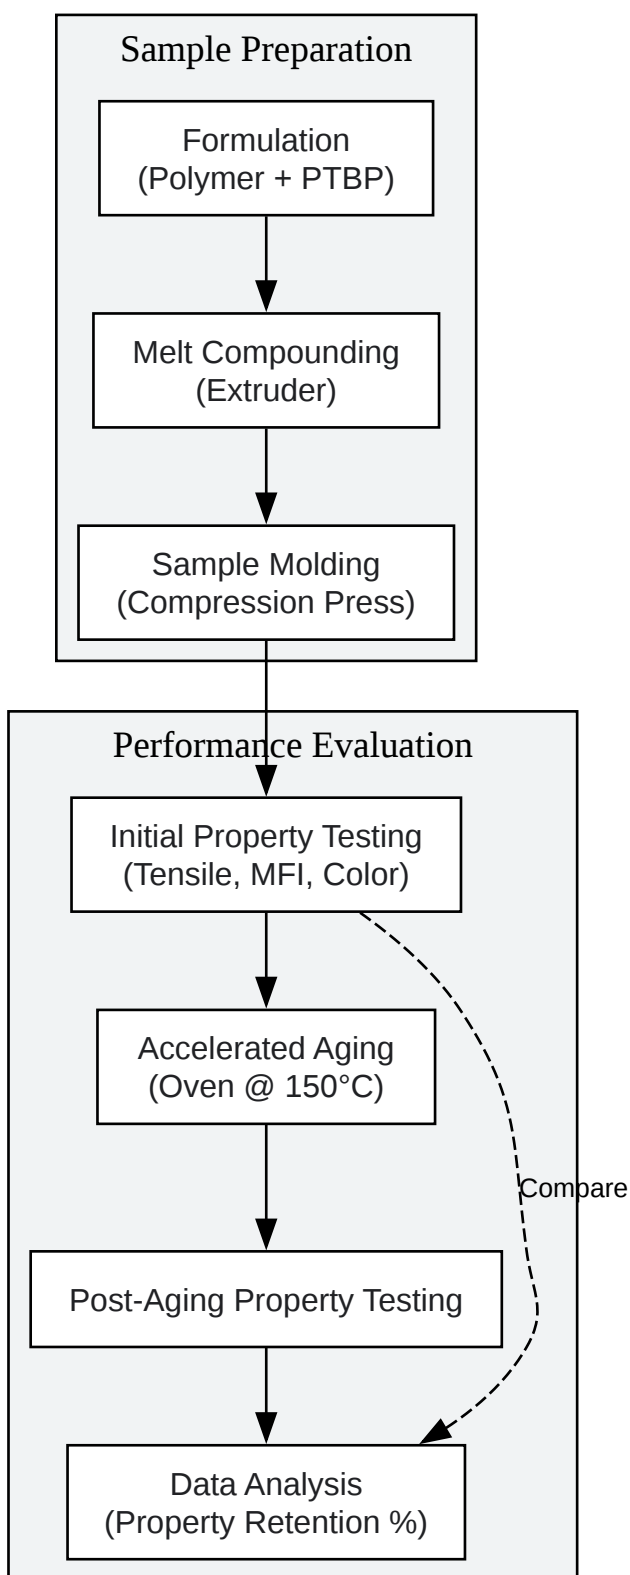 Sample Preparation
Formulation
(Polymer + PTBP)
Melt Compounding
(Extruder)
Sample Molding
(Compression Press)
Performance Evaluation
Initial Property Testing
(Tensile, MFI, Color)
Accelerated Aging
(Oven @ 150°C)
Compare
Post-Aging Property Testing
Data Analysis
(Property Retention %)